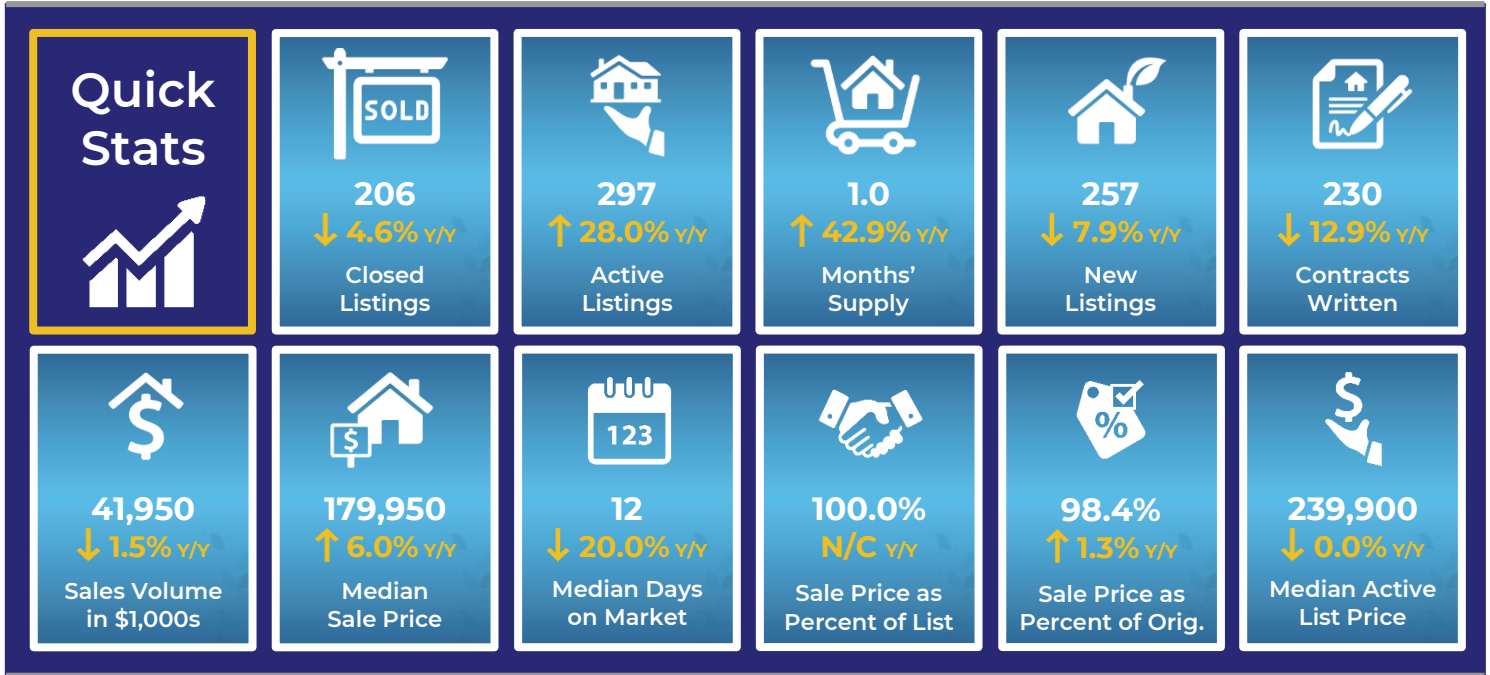 Quick
Stats
SOLD
206
↓ 4.6% Y/Y
Closed
Listings
297
↑ 28.0% Y/Y
Active
Listings
1.0
↑ 42.9% Y/Y
Months’
Supply
257
↓ 7.9% Y/Y
New
Listings
230
↓ 12.9% Y/Y
Contracts
Written
$
41,950
↓ 1.5% Y/Y
Sales Volume
in $1,000s
$
179,950
↑ 6.0% Y/Y
Median
Sale Price
123
12
↓ 20.0% Y/Y
Median Days
on Market
100.0%
N/C Y/Y
Sale Price as
Percent of List
%
98.4%
↑ 1.3% Y/Y
Sale Price as
Percent of Orig.
$
239,900
↓ 0.0% Y/Y
Median Active
List Price